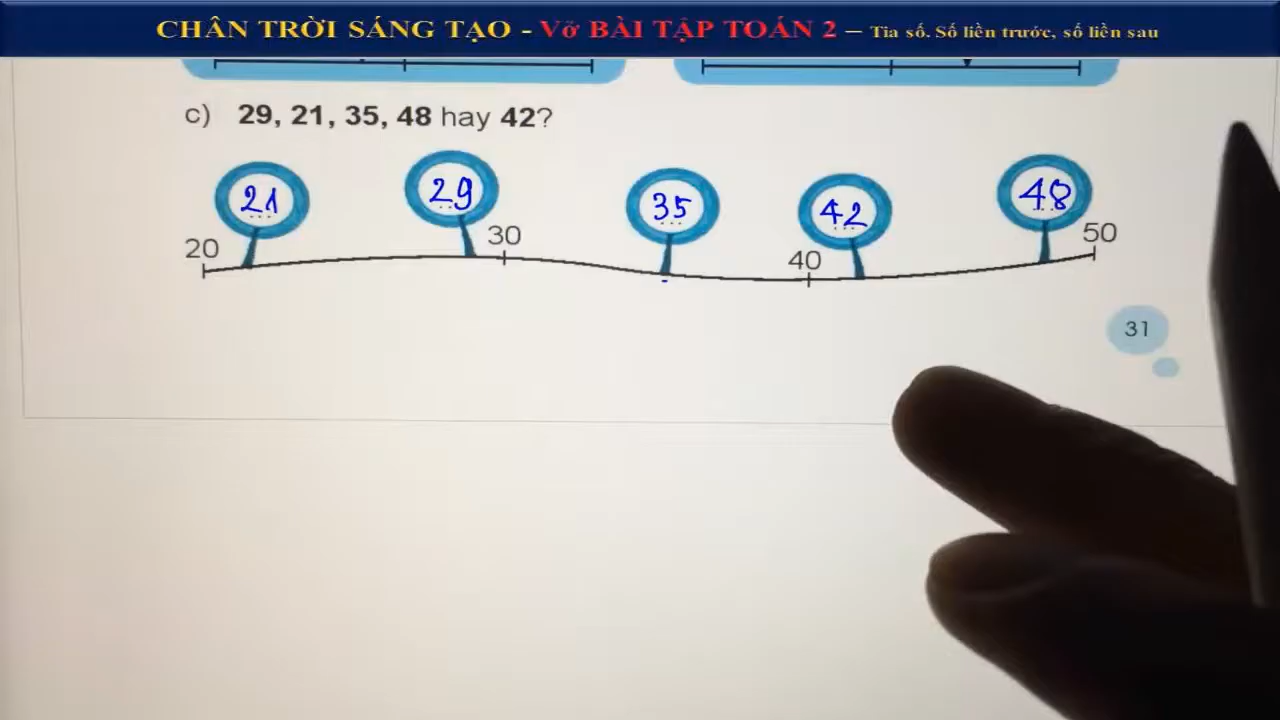 CHÂN TRỜI SÁNG TẠO - Vở BÀI TẬP TOÁN 2 – Tia số. Số liền trước, số liền sau
c) 29, 21, 35, 48 hay 42?
21 29 35 42 48
20 30 40 50
31